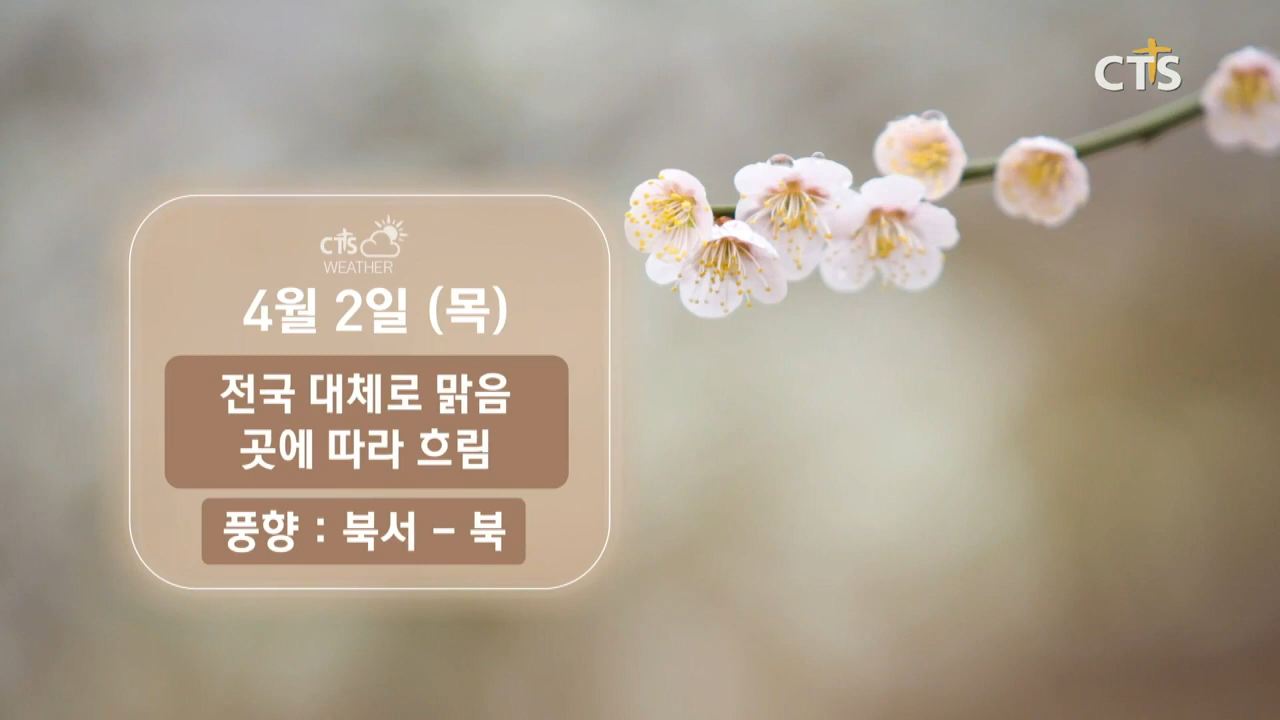 CTS
CTS
WEATHER
4월 2일 (목)
전국 대체로 맑음
곳에 따라 흐림
풍향 : 북서 - 북